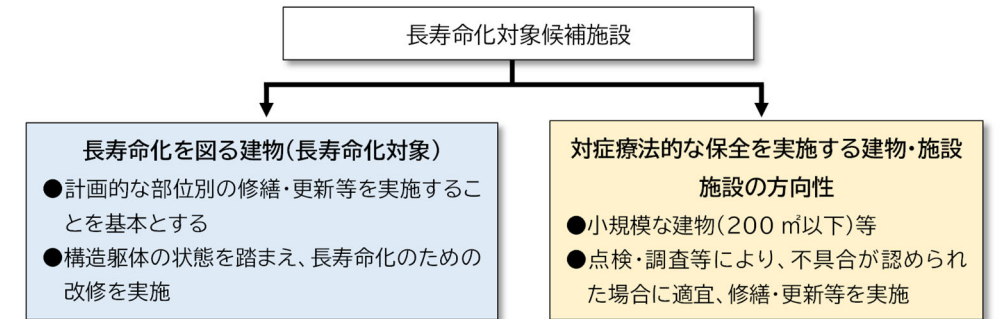 長寿命化対象候補施設
長寿命化を図る建物(長寿命化対象)
●計画的な部位別の修繕・更新等を実施するこ
とを基本とする
●構造躯体の状態を踏まえ、長寿命化のための
改修を実施
対症療法的な保全を実施する建物・施設
施設の方向性
●小規模な建物(200 ㎡以下)等
●点検・調査等により、不具合が認められ
た場合に適宜、修繕・更新等を実施